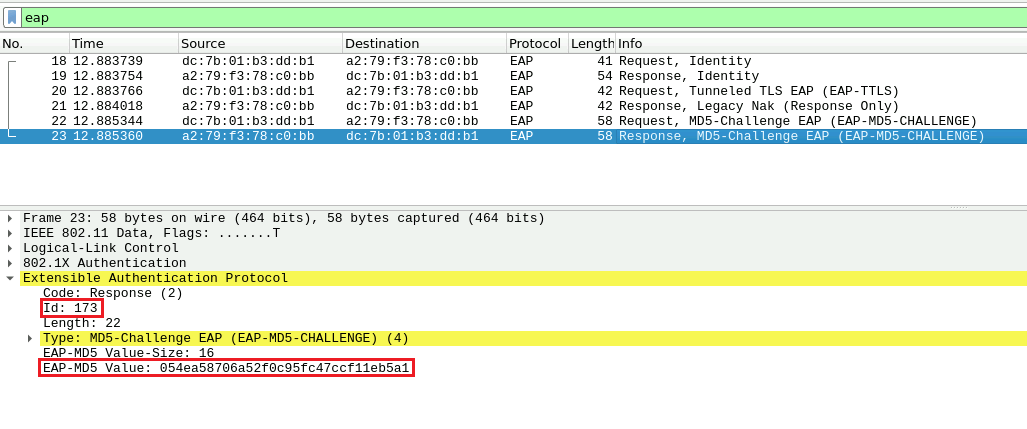 eap
No. Time Source Destination Protocol Length Info
18 12.883739 dc:7b:01:b3:dd:b1 a2:79:f3:78:c0:bb EAP 41 Request, Identity
19 12.883754 a2:79:f3:78:c0:bb dc:7b:01:b3:dd:b1 EAP 54 Response, Identity
20 12.883766 dc:7b:01:b3:dd:b1 a2:79:f3:78:c0:bb EAP 42 Request, Tunneled TLS EAP (EAP-TTLS)
21 12.884018 a2:79:f3:78:c0:bb dc:7b:01:b3:dd:b1 EAP 42 Response, Legacy Nak (Response Only)
22 12.885344 dc:7b:01:b3:dd:b1 a2:79:f3:78:c0:bb EAP 58 Request, MD5-Challenge EAP (EAP-MD5-CHALLENGE)
23 12.885360 a2:79:f3:78:c0:bb dc:7b:01:b3:dd:b1 EAP 58 Response, MD5-Challenge EAP (EAP-MD5-CHALLENGE)
Frame 23: 58 bytes on wire (464 bits), 58 bytes captured (464 bits)
IEEE 802.11 Data, Flags: .......T
Logical-Link Control
802.1X Authentication
Extensible Authentication Protocol
Code: Response (2)
Id: 173
Length: 22
Type: MD5-Challenge EAP (EAP-MD5-CHALLENGE) (4)
EAP-MD5 Value-Size: 16
EAP-MD5 Value: 054ea58706a52f0c95fc47ccf11eb5a1